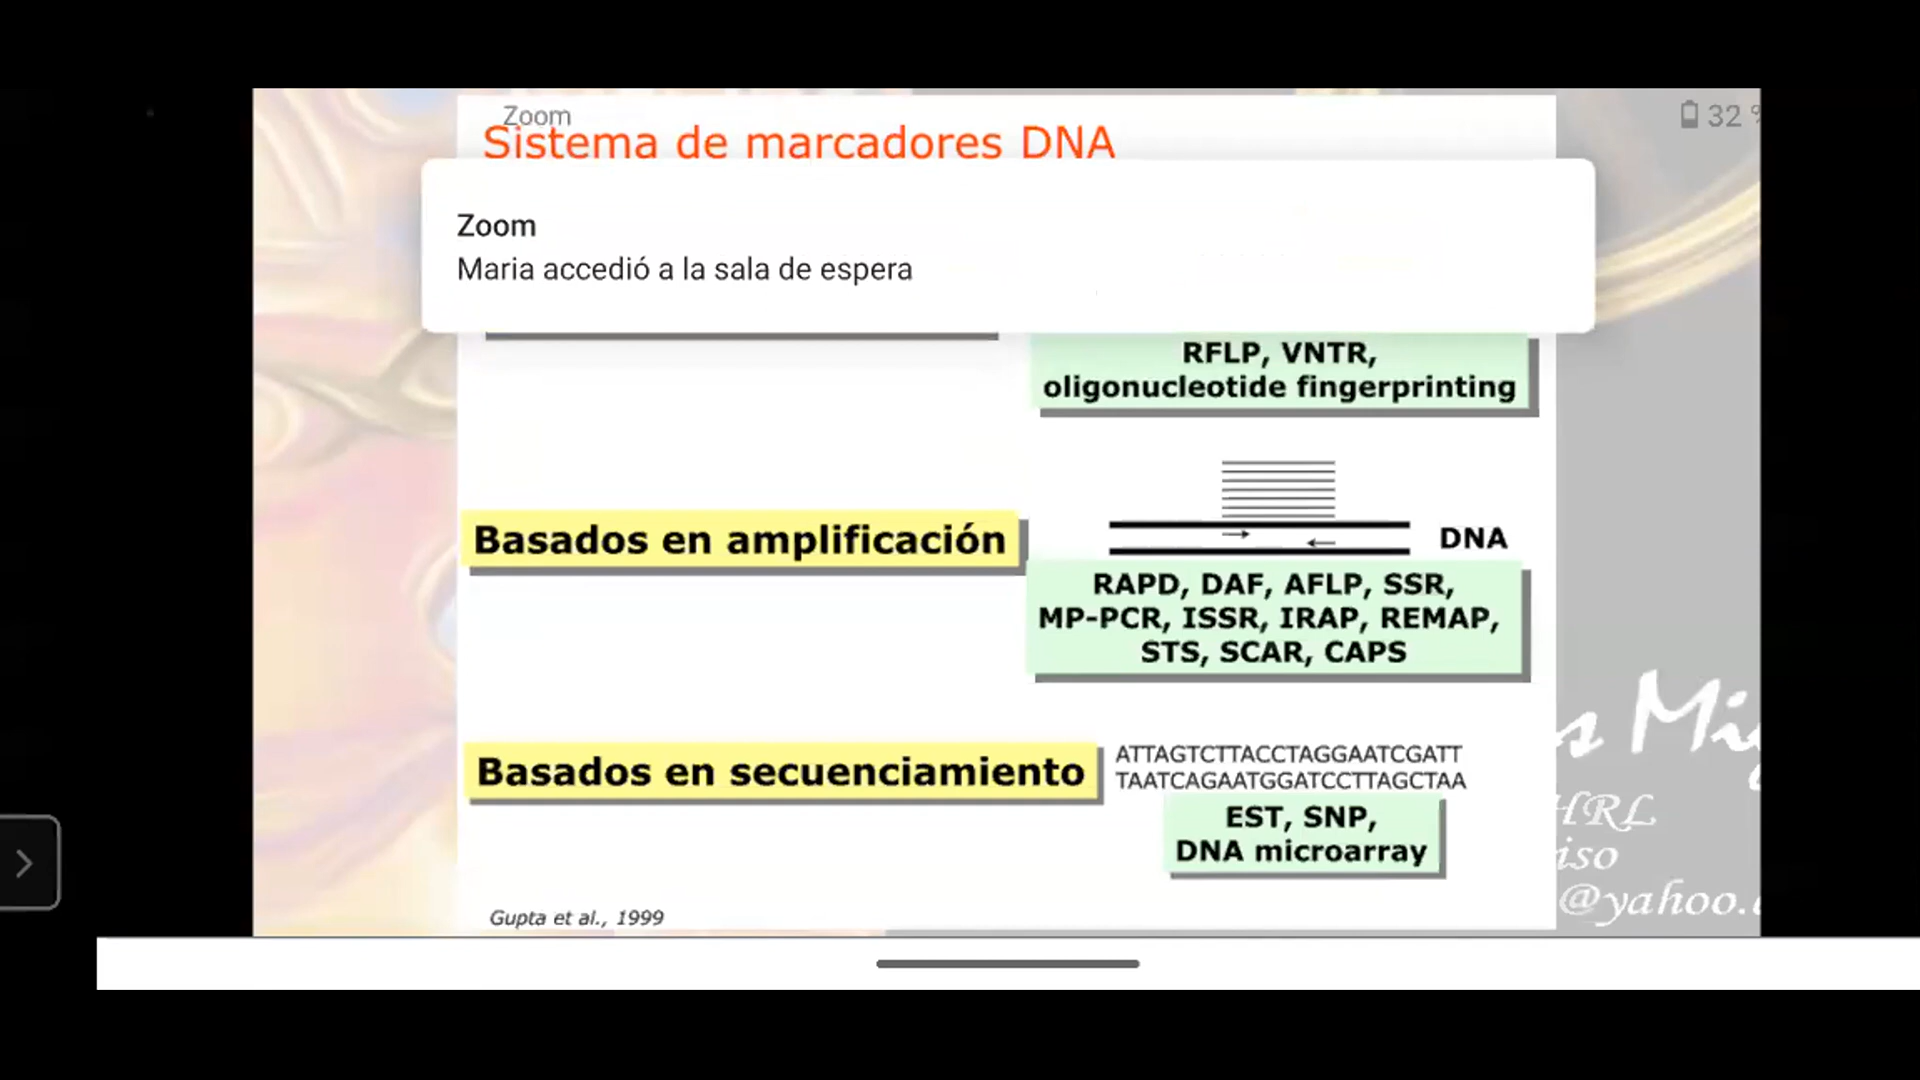 Zoom
32 %
Sistema de marcadores DNA
Zoom
Maria accedió a la sala de espera
RFLP, VNTR,
oligonucleotide fingerprinting
Basados en amplificación
DNA
RAPD, DAF, AFLP, SSR,
MP-PCR, ISSR, IRAP, REMAP,
STS, SCAR, CAPS
Basados en secuenciamiento
ATTAGTCTTACCTAGGAATCGATT
TAATCAGAATGGATCCTTAGCTAA
EST, SNP,
DNA microarray
Gupta et al., 1999
@yahoo.